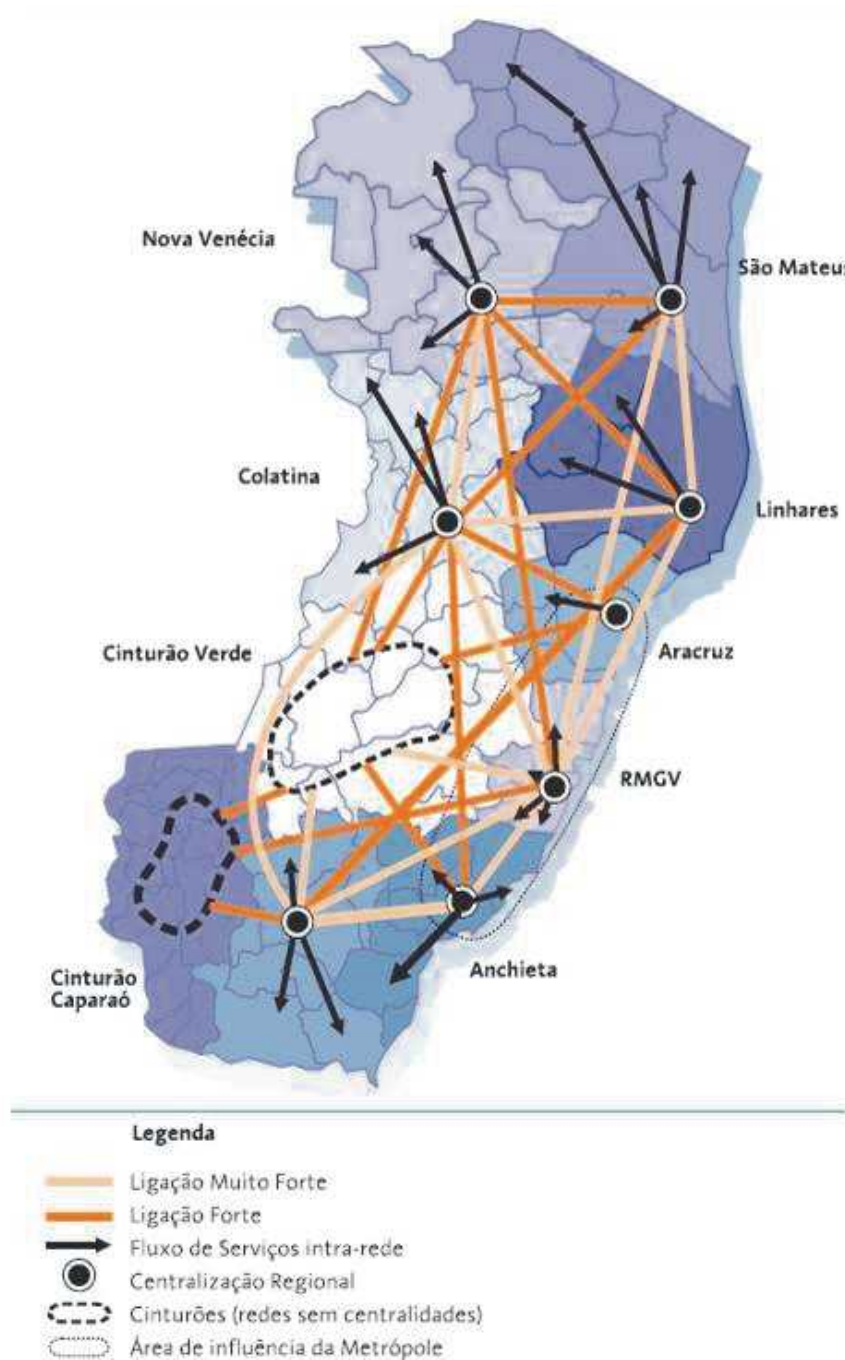 Nova Venécia
São Mateus
Colatina
Linhares
Cinturão Verde
Aracruz
RMGV
Cinturão
Caparaó
Anchieta
Legenda
Ligação Muito Forte
Ligação Forte
Fluxo de Serviços intra-rede
Centralização Regional
Cinturões (redes sem centralidades)
Área de influência da Metrópole